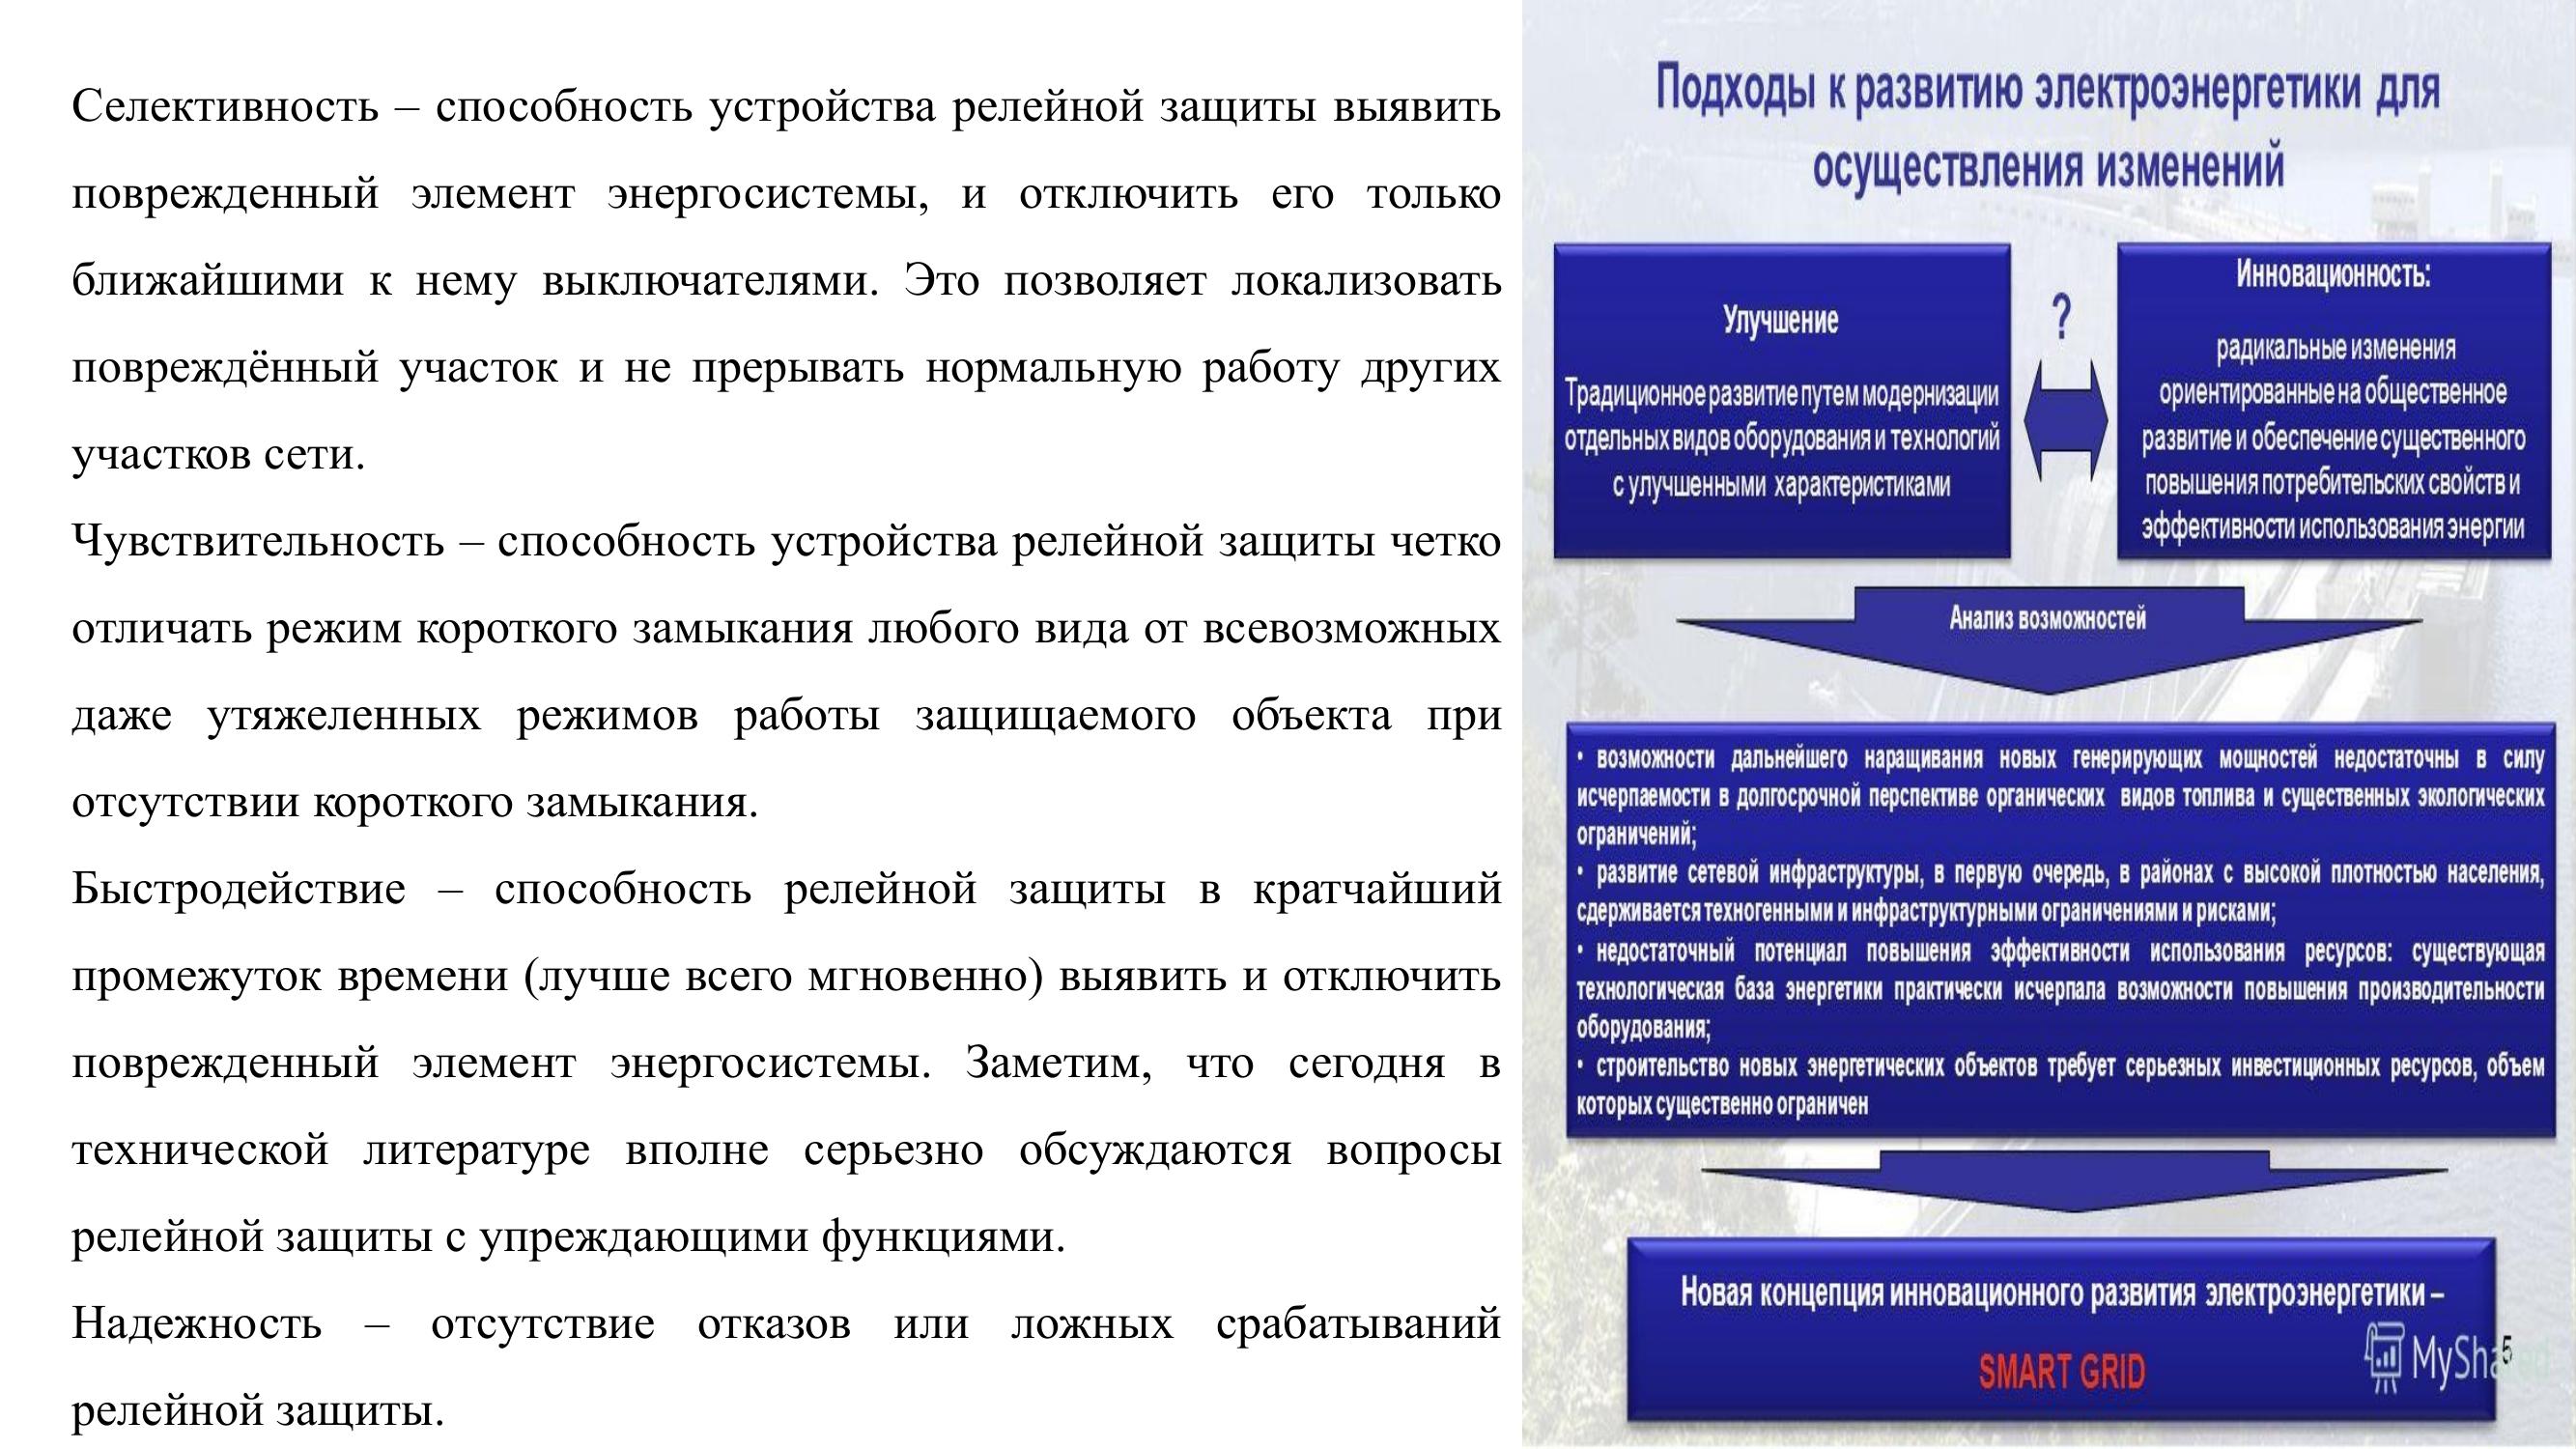 Селективность – способность устройства релейной защиты выявить
поврежденный элемент энергосистемы, и отключить его только
ближайшими к нему выключателями. Это позволяет локализовать
повреждённый участок и не прерывать нормальную работу других
участков сети.
Чувствительность – способность устройства релейной защиты четко
отличать режим короткого замыкания любого вида от всевозможных
даже утяжеленных режимов работы защищаемого объекта при
отсутствии короткого замыкания.
Быстродействие – способность релейной защиты в кратчайший
промежуток времени (лучше всего мгновенно) выявить и отключить
поврежденный элемент энергосистемы. Заметим, что сегодня в
технической литературе вполне серьезно обсуждаются вопросы
релейной защиты с упреждающими функциями.
Надежность – отсутствие отказов или ложных срабатываний
релейной защиты.
Подходы к развитию электроэнергетики для
осуществления изменений
Улучшение
Традиционное развитие путем модернизации
отдельных видов оборудования и технологий
с улучшенными характеристиками
?
Инновационность:
радикальные изменения
ориентированные на общественное
развитие и обеспечение существенного
повышения потребительских свойств и
эффективности использования энергии
Анализ возможностей
• возможности дальнейшего наращивания новых генерирующих мощностей недостаточны в силу
исчерпаемости в долгосрочной перспективе органических видов топлива и существенных экологических
ограничений;
• развитие сетевой инфраструктуры, в первую очередь, в районах с высокой плотностью населения,
сдерживается техногенными и инфраструктурными ограничениями и рисками;
• недостаточный потенциал повышения эффективности использования ресурсов: существующая
технологическая база энергетики практически исчерпала возможности повышения производительности
оборудования;
• строительство новых энергетических объектов требует серьезных инвестиционных ресурсов, объем
которых существенно ограничен
Новая концепция инновационного развития электроэнергетики –
SMART GRID
5